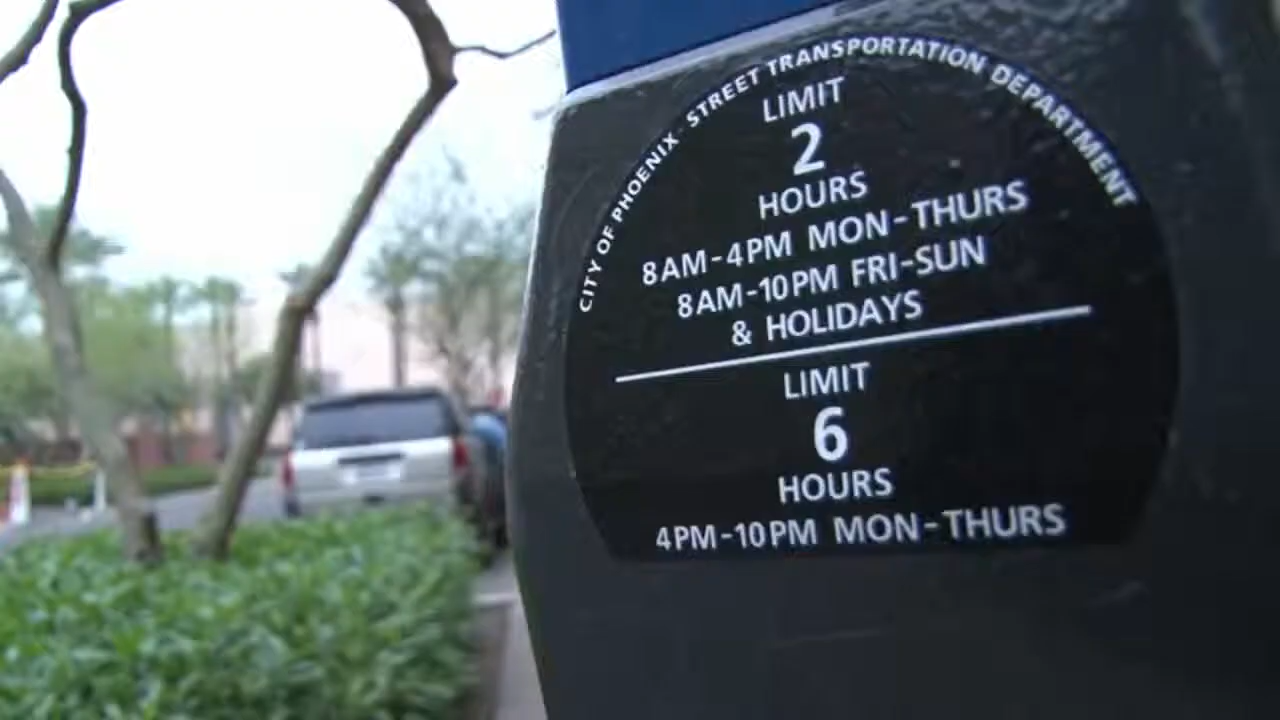 CITY OF PHOENIX - STREET TRANSPORTATION DEPARTMENT
LIMIT
2
HOURS
8AM-4PM MON-THURS
8AM-10PM FRI-SUN
& HOLIDAYS
LIMIT
6
HOURS
4PM-10PM MON-THURS